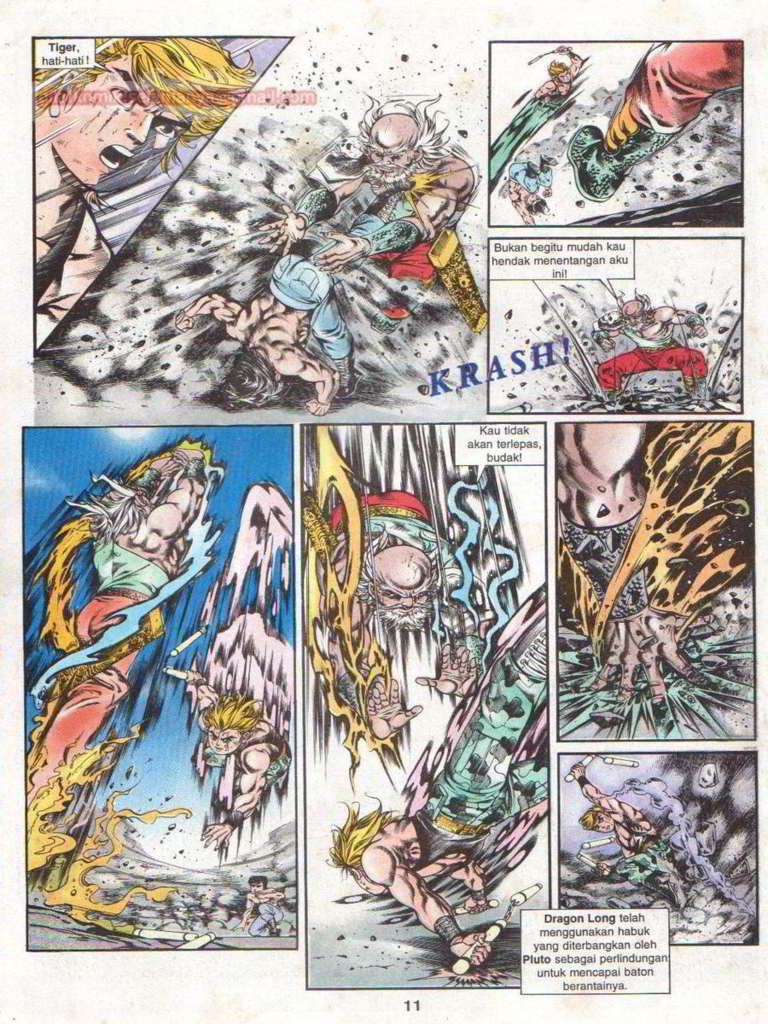 Tiger,
hati-hati!
Bukan begitu mudah kau
hendak menentangan aku
ini!
KRASH!
Kau tidak
akan terlepas,
budak!
Dragon Long telah
menggunakan habuk
yang diterbangkan oleh
Pluto sebagai perlindungan
untuk mencapai baton
berantainya.
11